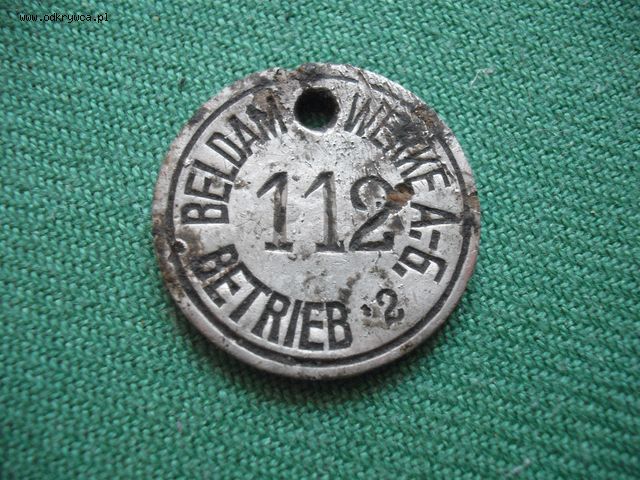 www.odkrywca.pl
BELDAM WERKE A-G.
112
BETRIEB 2